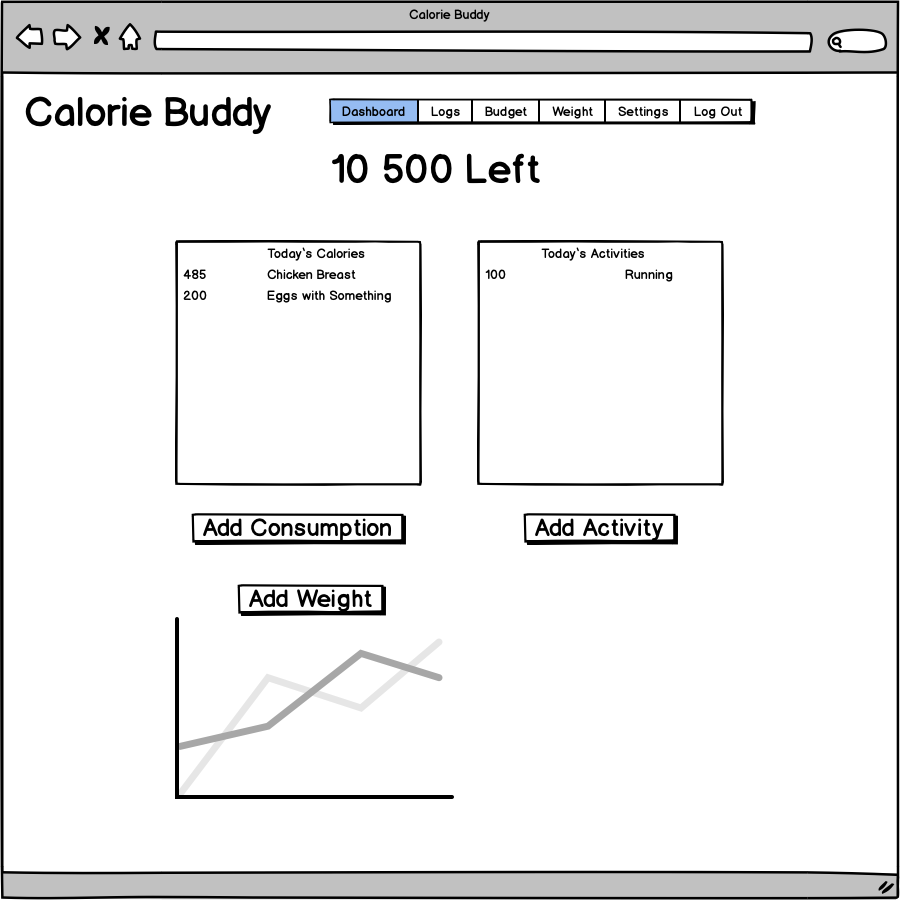 Calorie Buddy
Calorie Buddy
Dashboard Logs Budget Weight Settings Log Out
10 500 Left
Today's Calories
485 Chicken Breast
200 Eggs with Something
Today's Activities
100 Running
Add Consumption
Add Activity
Add Weight